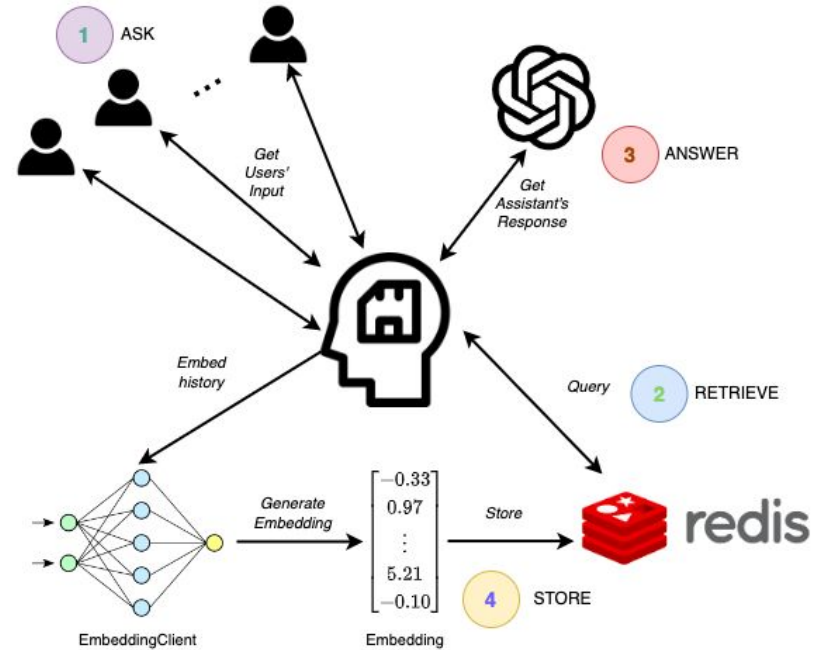 1 ASK
Get
Users'
Input
3 ANSWER
Get
Assistant's
Response
Embed
history
Query
2 RETRIEVE
Generate
Embedding
−0.33
0.97
⋮
5.21
−0.10
Store
redis
4 STORE
EmbeddingClient
Embedding